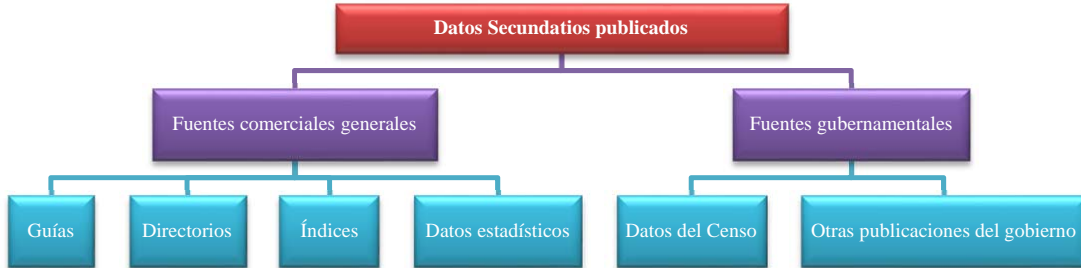 Datos Secundatios publicados
Fuentes comerciales generales
Fuentes gubernamentales
Guías
Directorios
Índices
Datos estadísticos
Datos del Censo
Otras publicaciones del gobierno